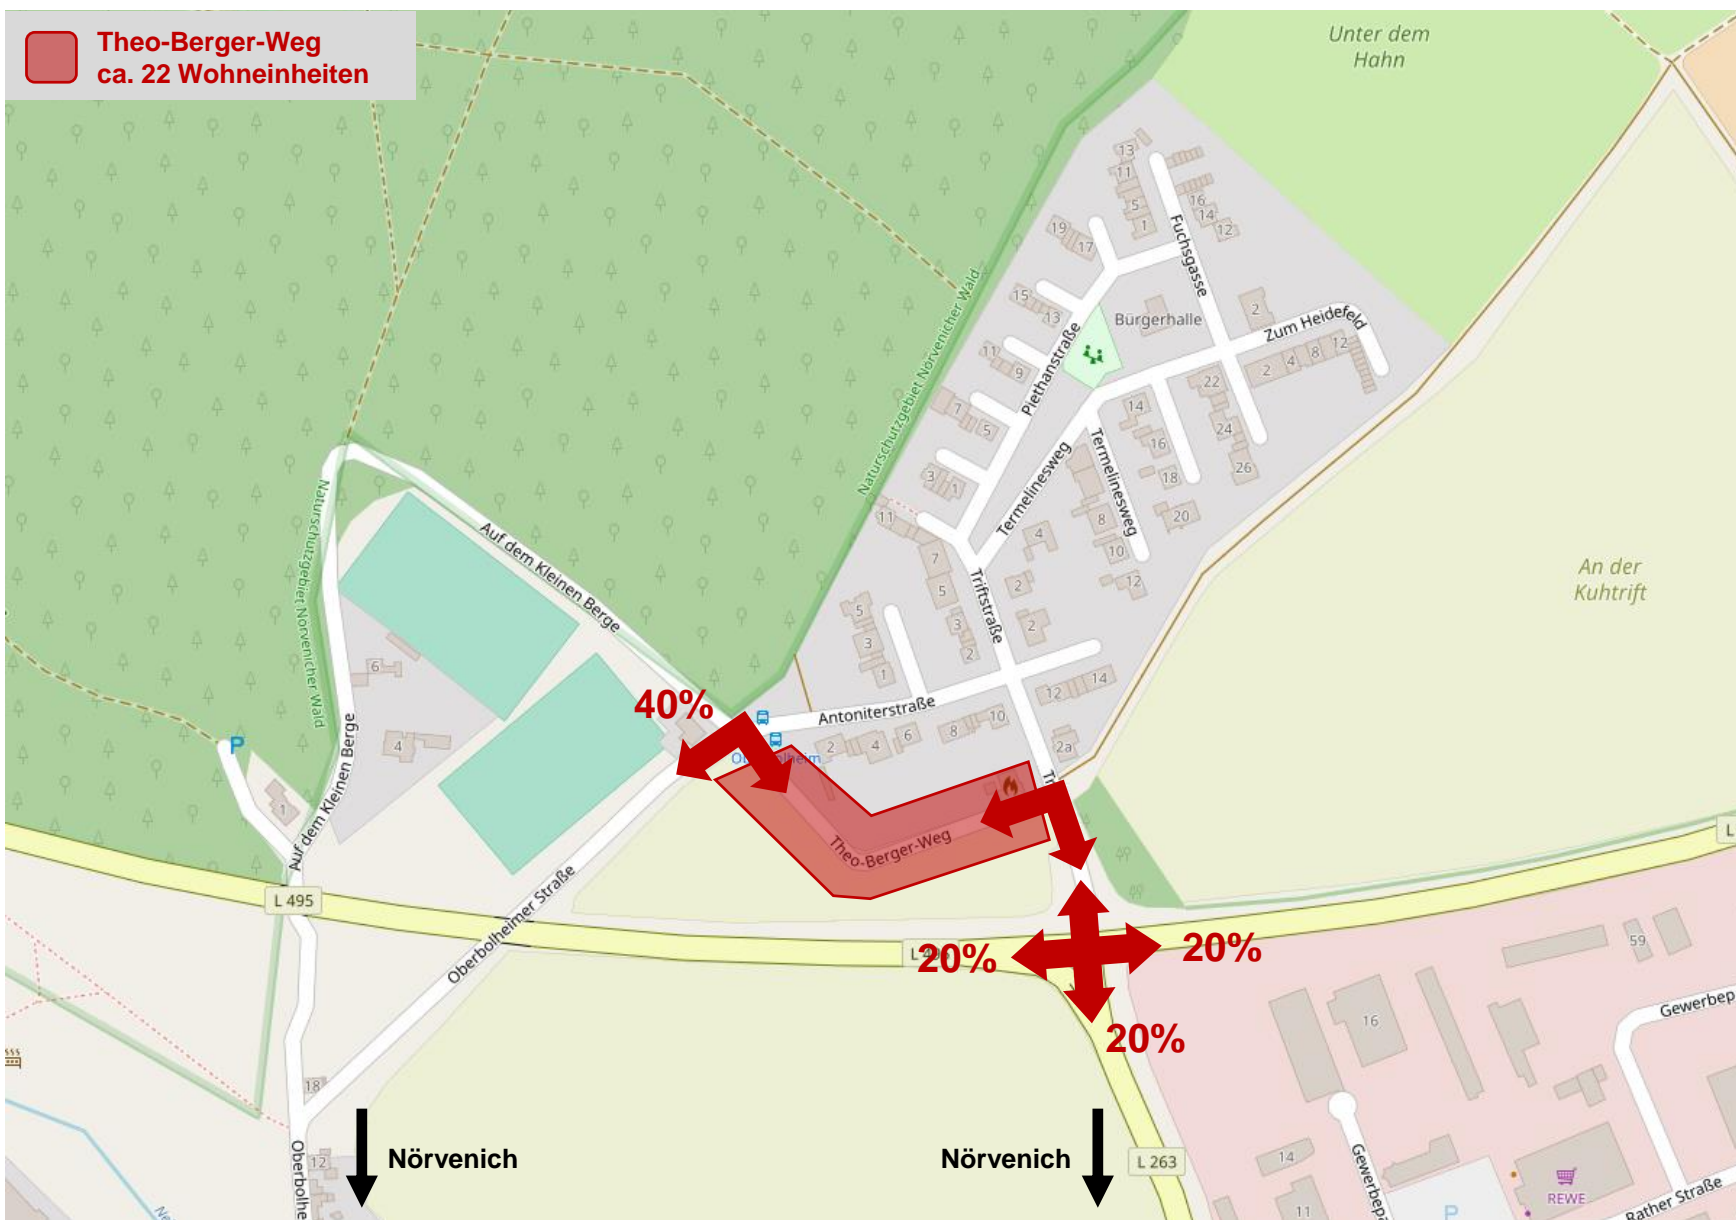 Theo-Berger-Weg
ca. 22 Wohneinheiten
Unter dem
Hahn
13
11
5
1
16
14
12
19
17
Fuchsgasse
15
13
Bürgerhalle
2
Zum Heidefeld
Plethanstraße
11
9
2
4
8
12
22
7
5
14
16
24
26
Naturschutzgebiet Nörvenicher Wald
3
1
Termelinesweg
Termelinesweg
18
20
11
8
10
12
4
7
5
2
Triftstraße
An der
Kuhtrift
Naturschutzgebiet Nörvenicher Wald
Auf dem Kleinen Berge
5
3
1
3
2
2
6
4
40%
Antoniterstraße
12
14
P
2
4
6
8
10
2a
Auf dem Kleinen Berge
1
Theo-Berger-Weg
L 495
Oberbolheimer Straße
20%
20%
20%
59
16
Gewerbep
18
12
Oberbolhe
Nörvenich
Nörvenich
L 263
14
11
Gewerbepa
P
REWE
Rather Straße